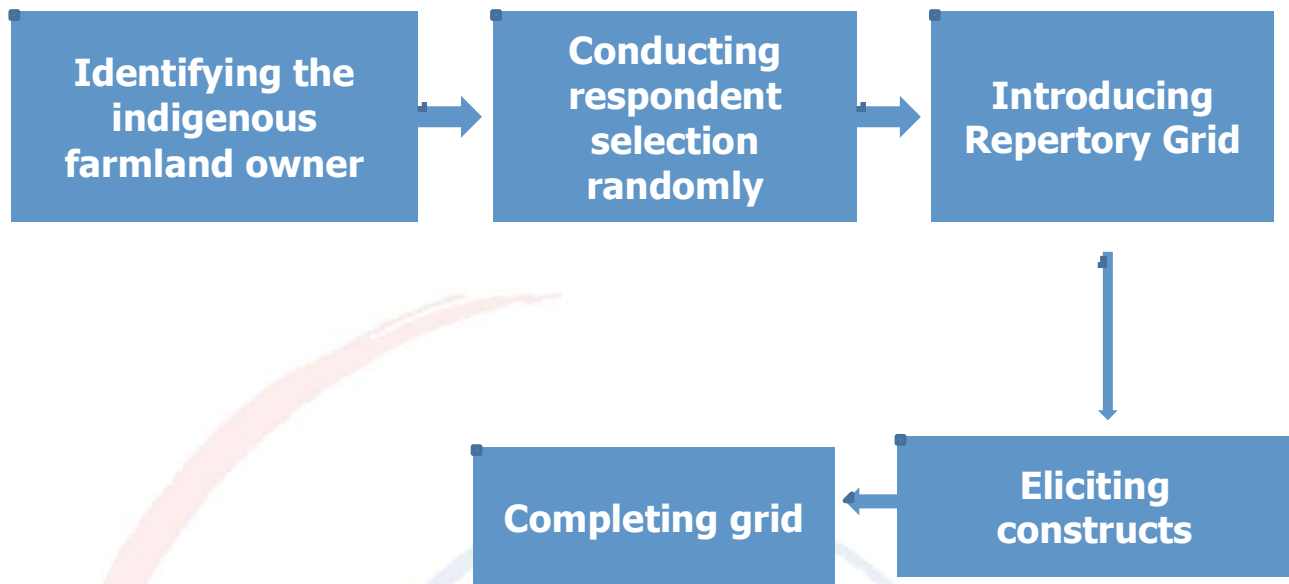 Identifying the
indigenous
farmland owner
Conducting
respondent
selection
randomly
Introducing
Repertory Grid
Eliciting
constructs
Completing grid